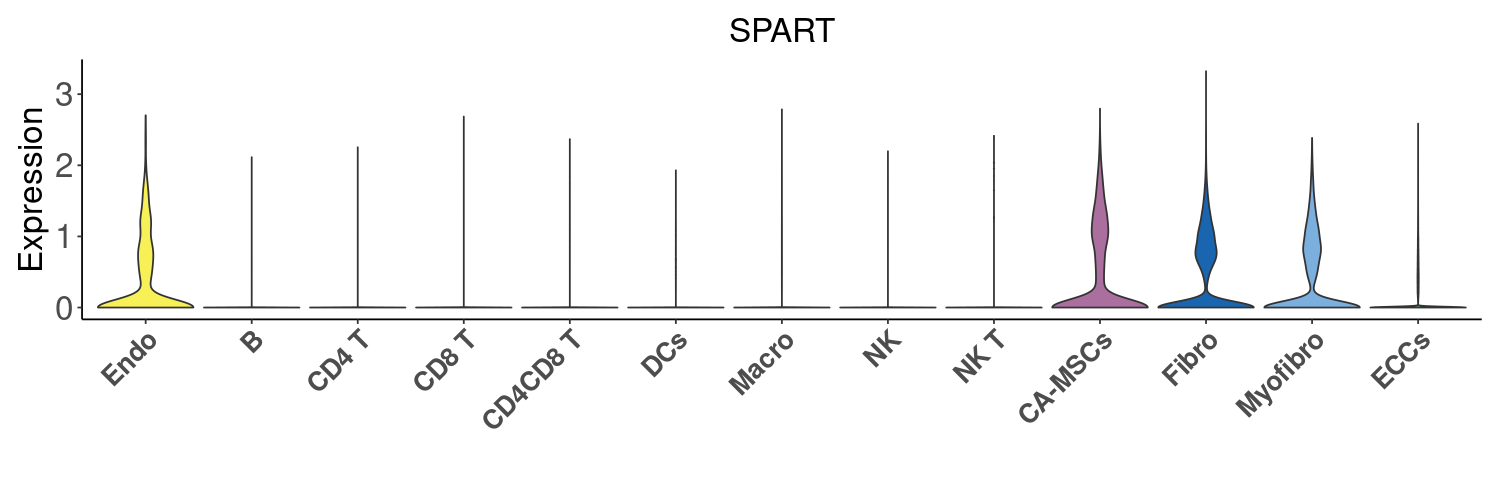 SPART
Expression
3
2
1
0
Endo
B
CD4 T
CD8 T
CD4CD8 T
DCs
Macro
NK
NK T
CA-MSCs
Fibro
Myofibro
ECCs